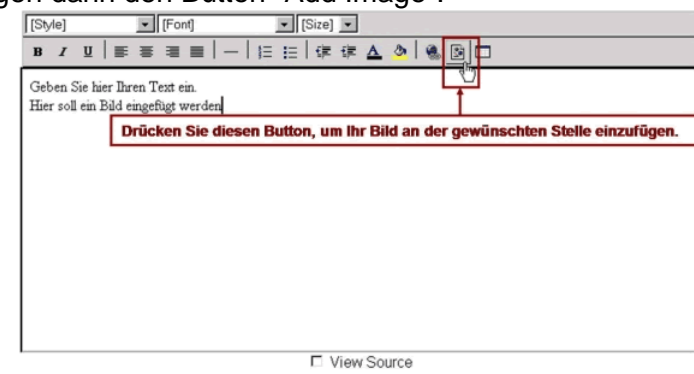 gen dann den Button "Add Image".
[Style] [Font] [Size]
B I U A
Geben Sie hier Ihren Text ein.
Hier soll ein Bild eingefügt werden
Drücken Sie diesen Button, um Ihr Bild an der gewünschten Stelle einzufügen.
View Source